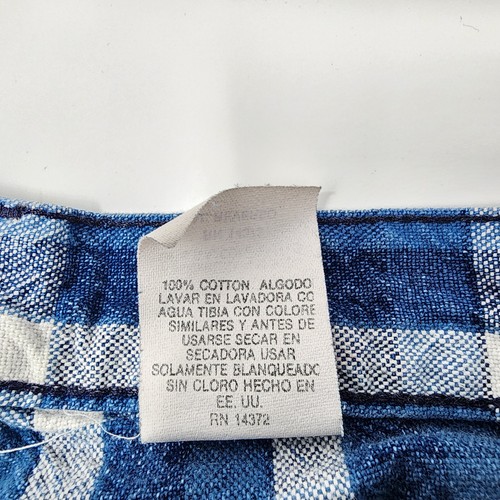 100% COTTON ALGODO
LAVAR EN LAVADORA CO
AGUA TIBIA CON COLORE
SIMILARES Y ANTES DE
USARSE SECAR EN
SECADORA USAR
SOLAMENTE BLANQUEADO
SIN CLORO HECHO EN
EE. UU.
RN 14372